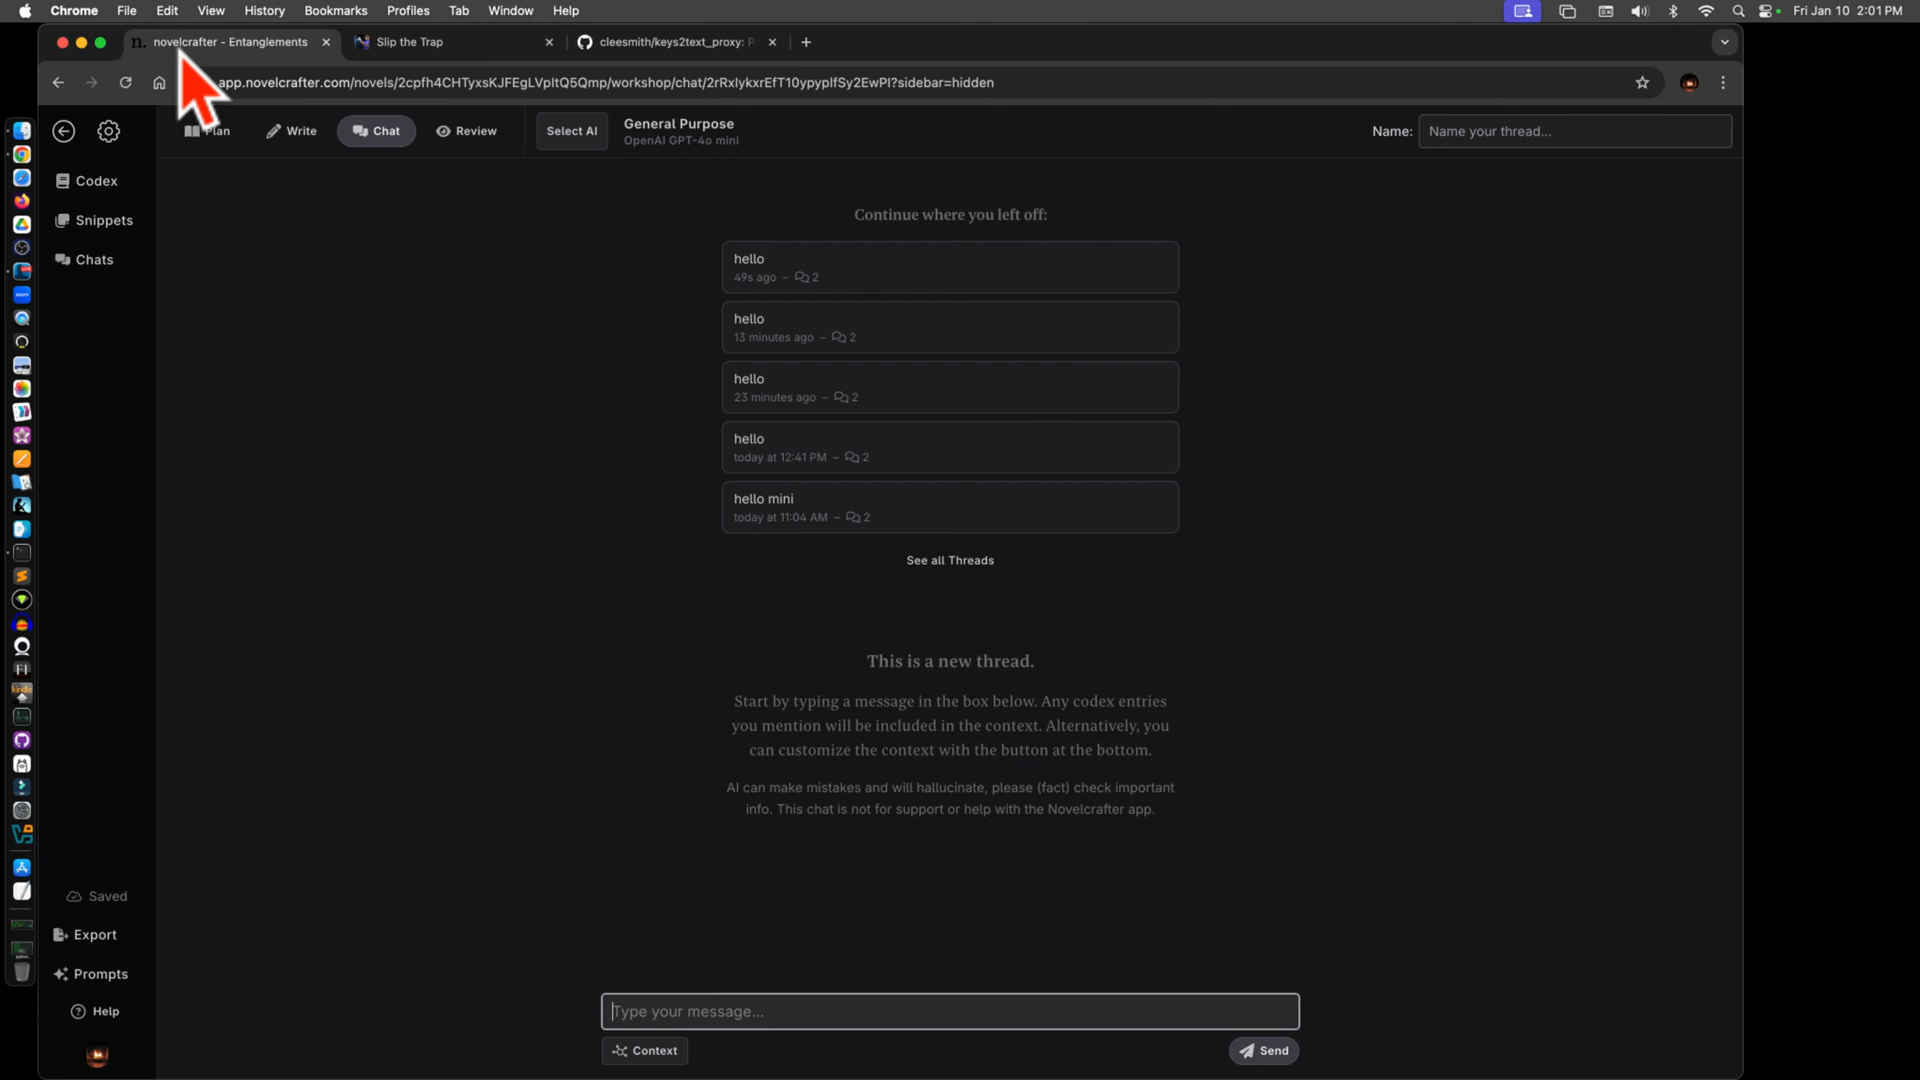 Chrome File Edit View History Bookmarks Profiles Tab Window Help Fri Jan 10 2:01 PM
n. novelcrafter - Entanglements Slip the Trap cleesmith/keys2text_proxy: P
app.novelcrafter.com/novels/2cpfh4CHTyxsKJFEgLVpItQ5Qmp/workshop/chat/2rRxIykxrEfT10ypyplfSy2EwPI?sidebar=hidden
Plan Write Chat Review Select AI
General Purpose
OpenAI GPT-4o mini
Name: Name your thread...
Codex
Snippets
Chats
Continue where you left off:
hello
49s ago – 2
hello
13 minutes ago – 2
hello
23 minutes ago – 2
hello
today at 12:41 PM – 2
hello mini
today at 11:04 AM – 2
See all Threads
This is a new thread.
Start by typing a message in the box below. Any codex entries
you mention will be included in the context. Alternatively, you
can customize the context with the button at the bottom.
AI can make mistakes and will hallucinate, please (fact) check important
info. This chat is not for support or help with the Novelcrafter app.
Saved
Export
Prompts
Help
Type your message...
Context
Send